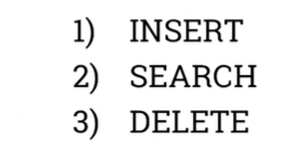 1) INSERT
2) SEARCH
3) DELETE